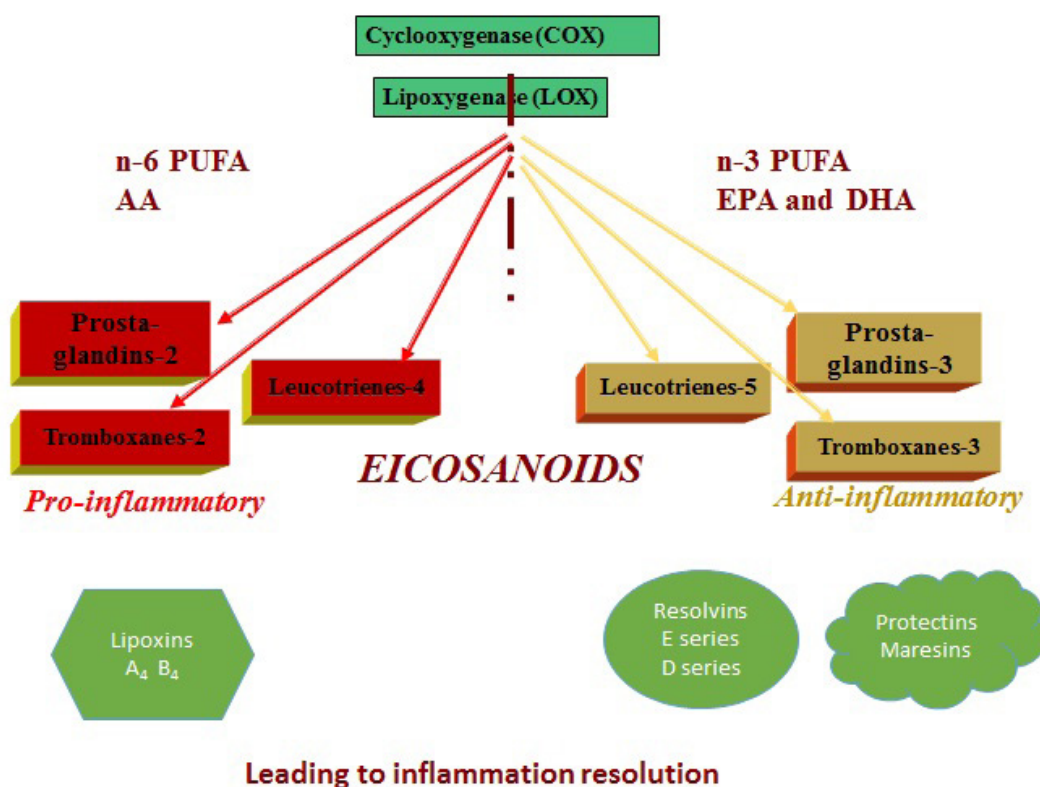 Cyclooxygenase (COX)
Lipoxygenase (LOX)
n-6 PUFA
AA
n-3 PUFA
EPA and DHA
Prosta-
glandins-2
Leucotrienes-4
Tromboxanes-2
Pro-inflammatory
Leucotrienes-5
Prosta-
glandins-3
Tromboxanes-3
Anti-inflammatory
EICOSANOIDS
Lipoxins
A₄ B₄
Resolvins
E series
D series
Protectins
Maresins
Leading to inflammation resolution